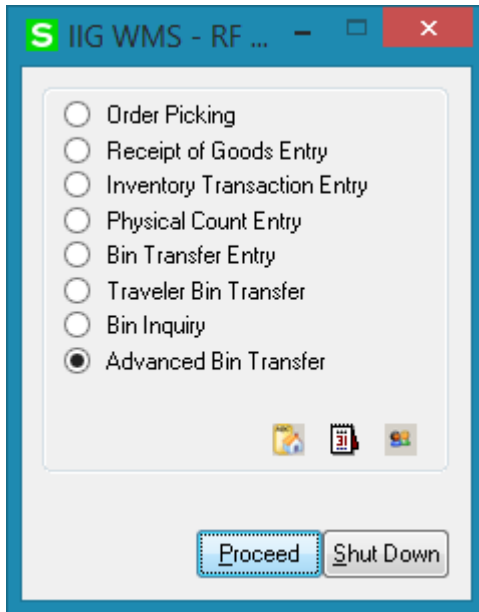 S IIG WMS - RF ...
Order Picking
Receipt of Goods Entry
Inventory Transaction Entry
Physical Count Entry
Bin Transfer Entry
Traveler Bin Transfer
Bin Inquiry
Advanced Bin Transfer
31
Proceed Shut Down